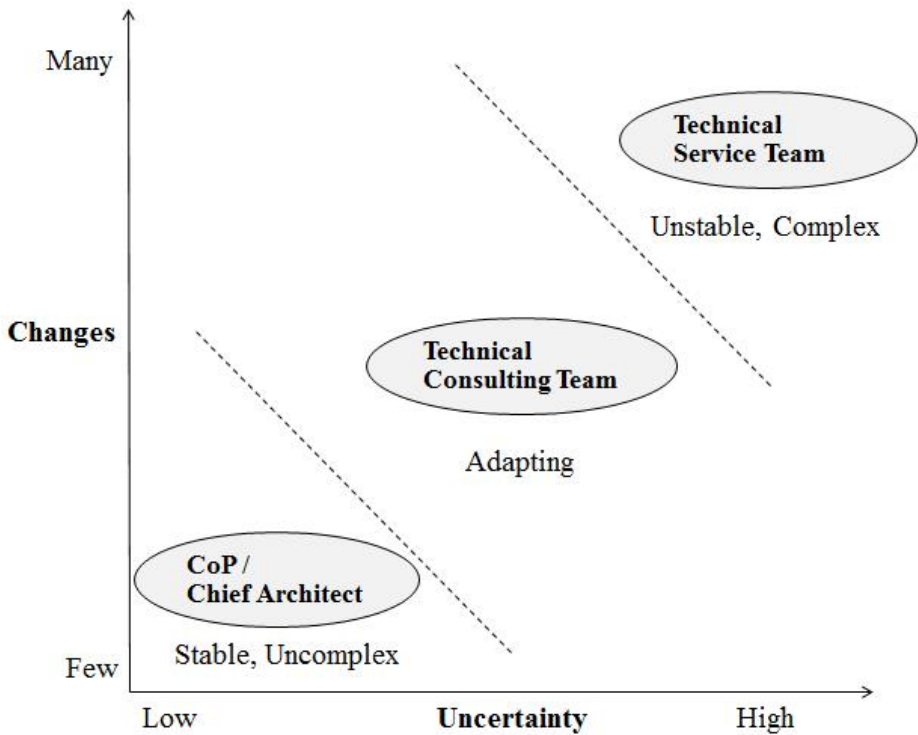 Many
Technical
Service Team
Unstable, Complex
Changes
Technical
Consulting Team
Adapting
CoP /
Chief Architect
Stable, Uncomplex
Few
Low
Uncertainty
High